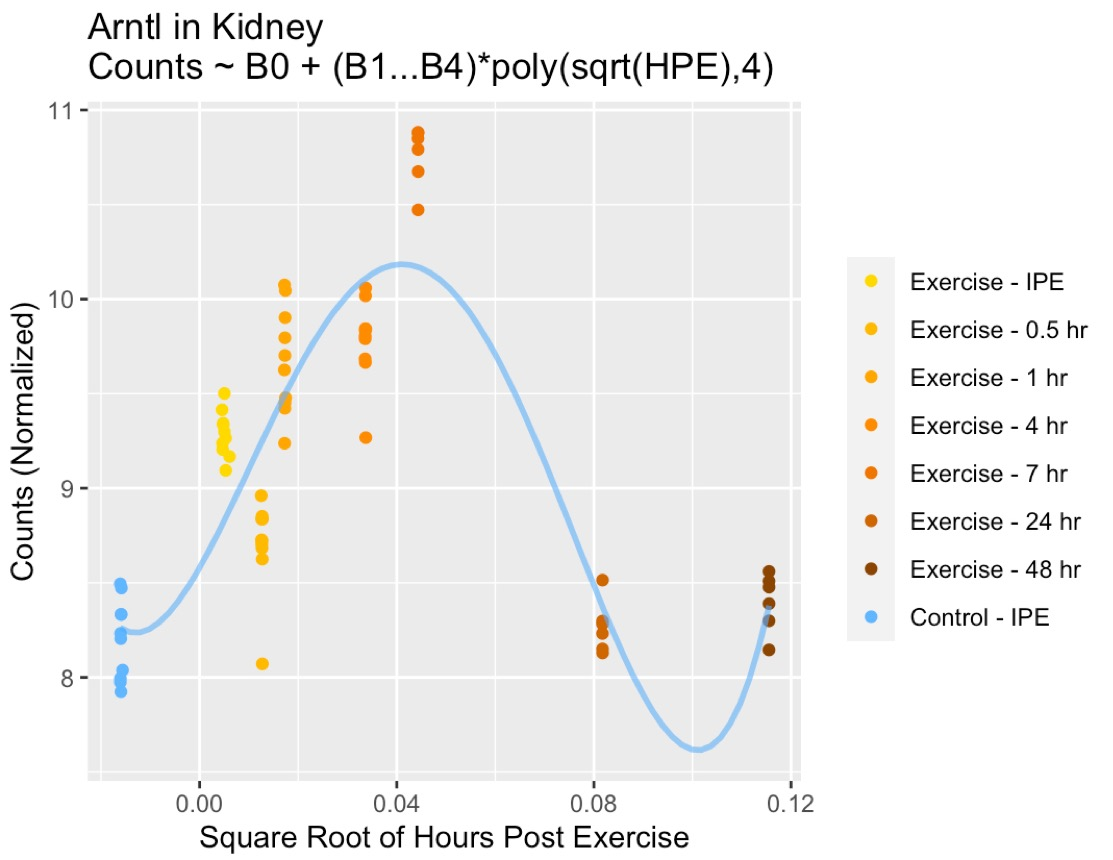 Arntl in Kidney
Counts ~ B0 + (B1...B4)*poly(sqrt(HPE),4)
Counts (Normalized)
11
10
9
8
0.00
0.04
0.08
0.12
Square Root of Hours Post Exercise
Exercise - IPE
Exercise - 0.5 hr
Exercise - 1 hr
Exercise - 4 hr
Exercise - 7 hr
Exercise - 24 hr
Exercise - 48 hr
Control - IPE